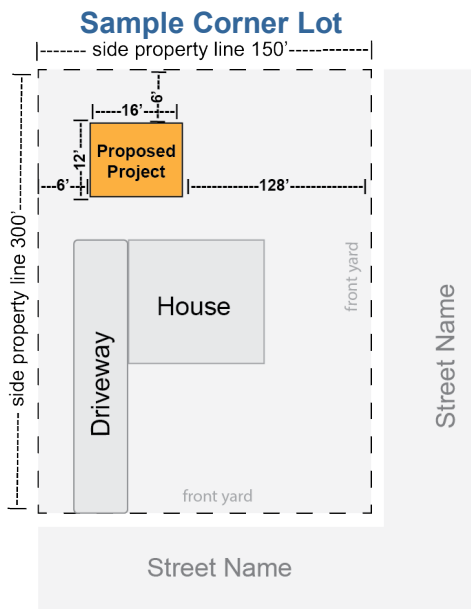 Sample Corner Lot
side property line 150’
6’
16’
12’
Proposed
Project
6’
128’
side property line 300’
House
Driveway
front yard
Street Name
front yard
Street Name